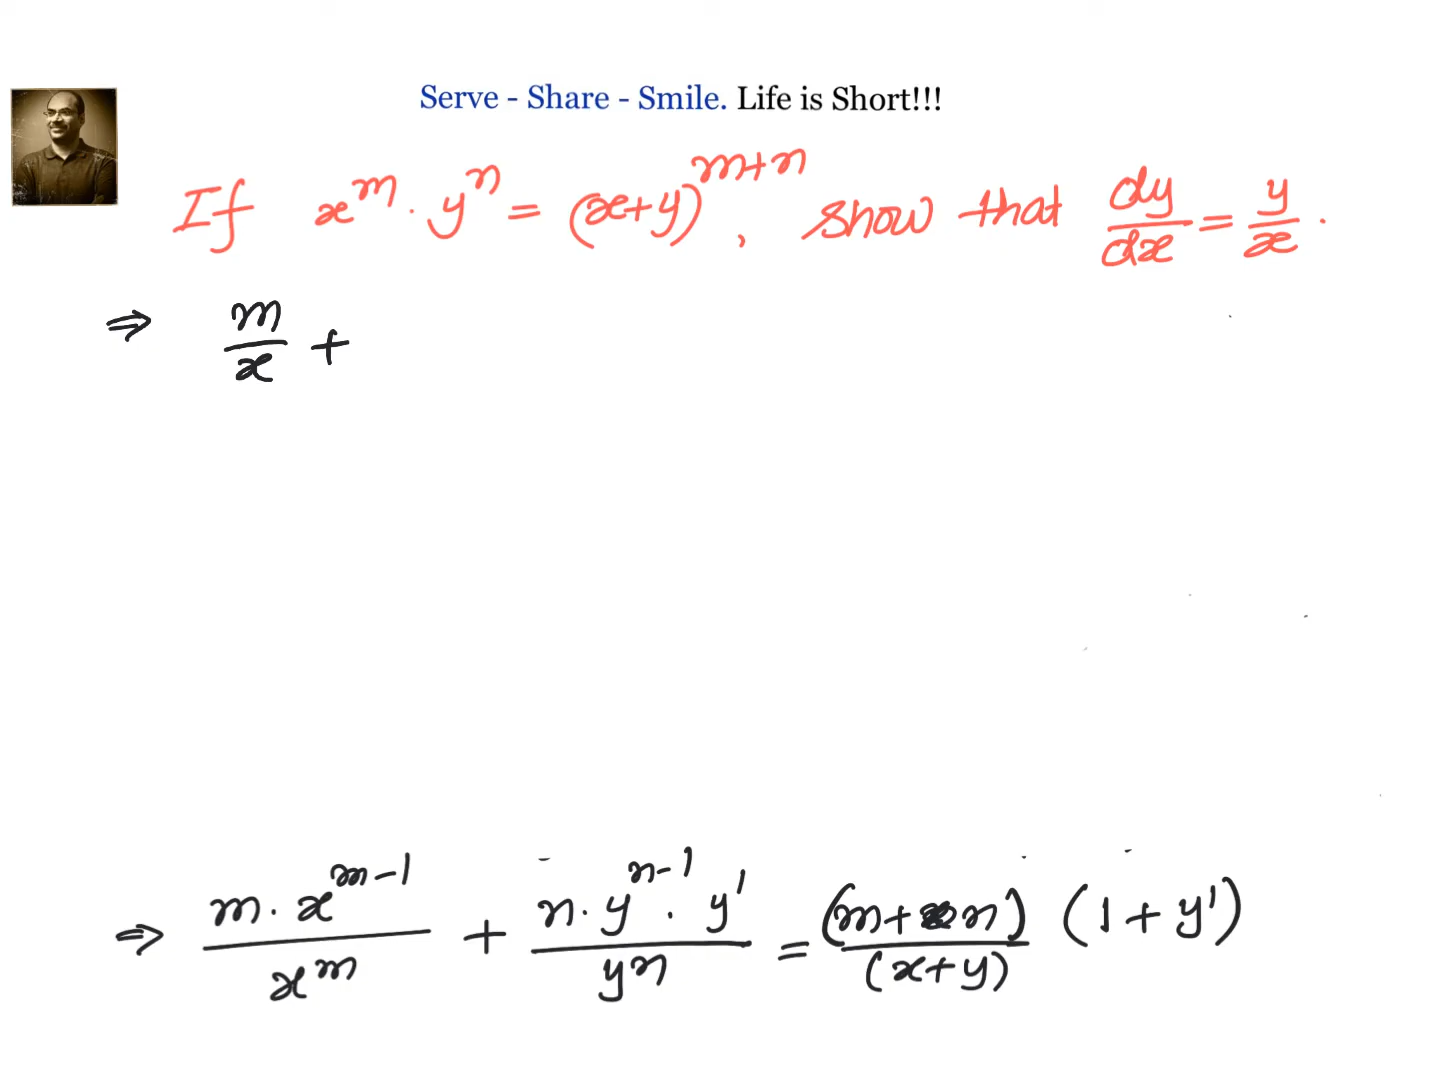 Serve - Share - Smile. Life is Short!!!
If x^m · y^n = (x+y)^{m+n}, show that dy/dx = y/x.
⇒ m/x +
⇒ m · x^{m-1}/x^m + n · y^{n-1} · y'/y^n = (m+n)/(x+y) (1+y')